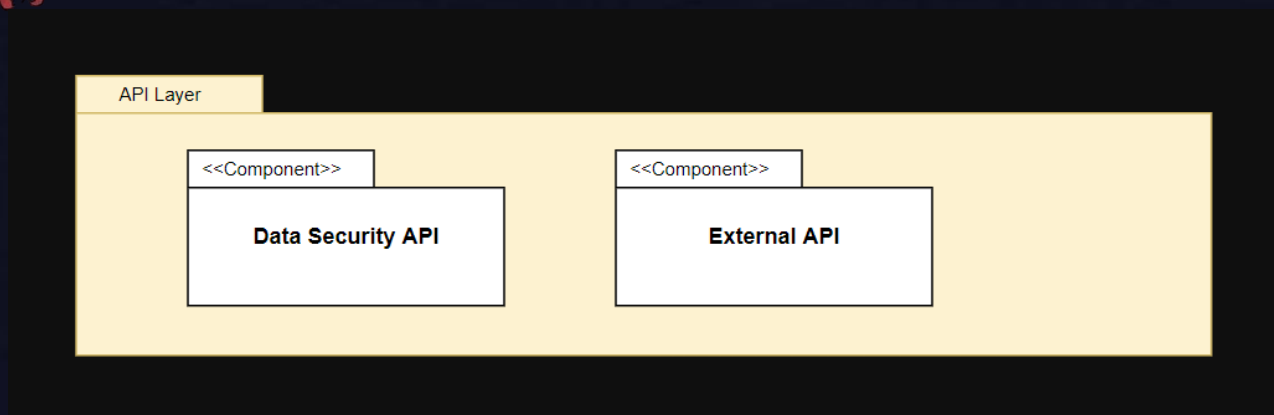 API Layer
<<Component>>
<<Component>>
Data Security API
External API